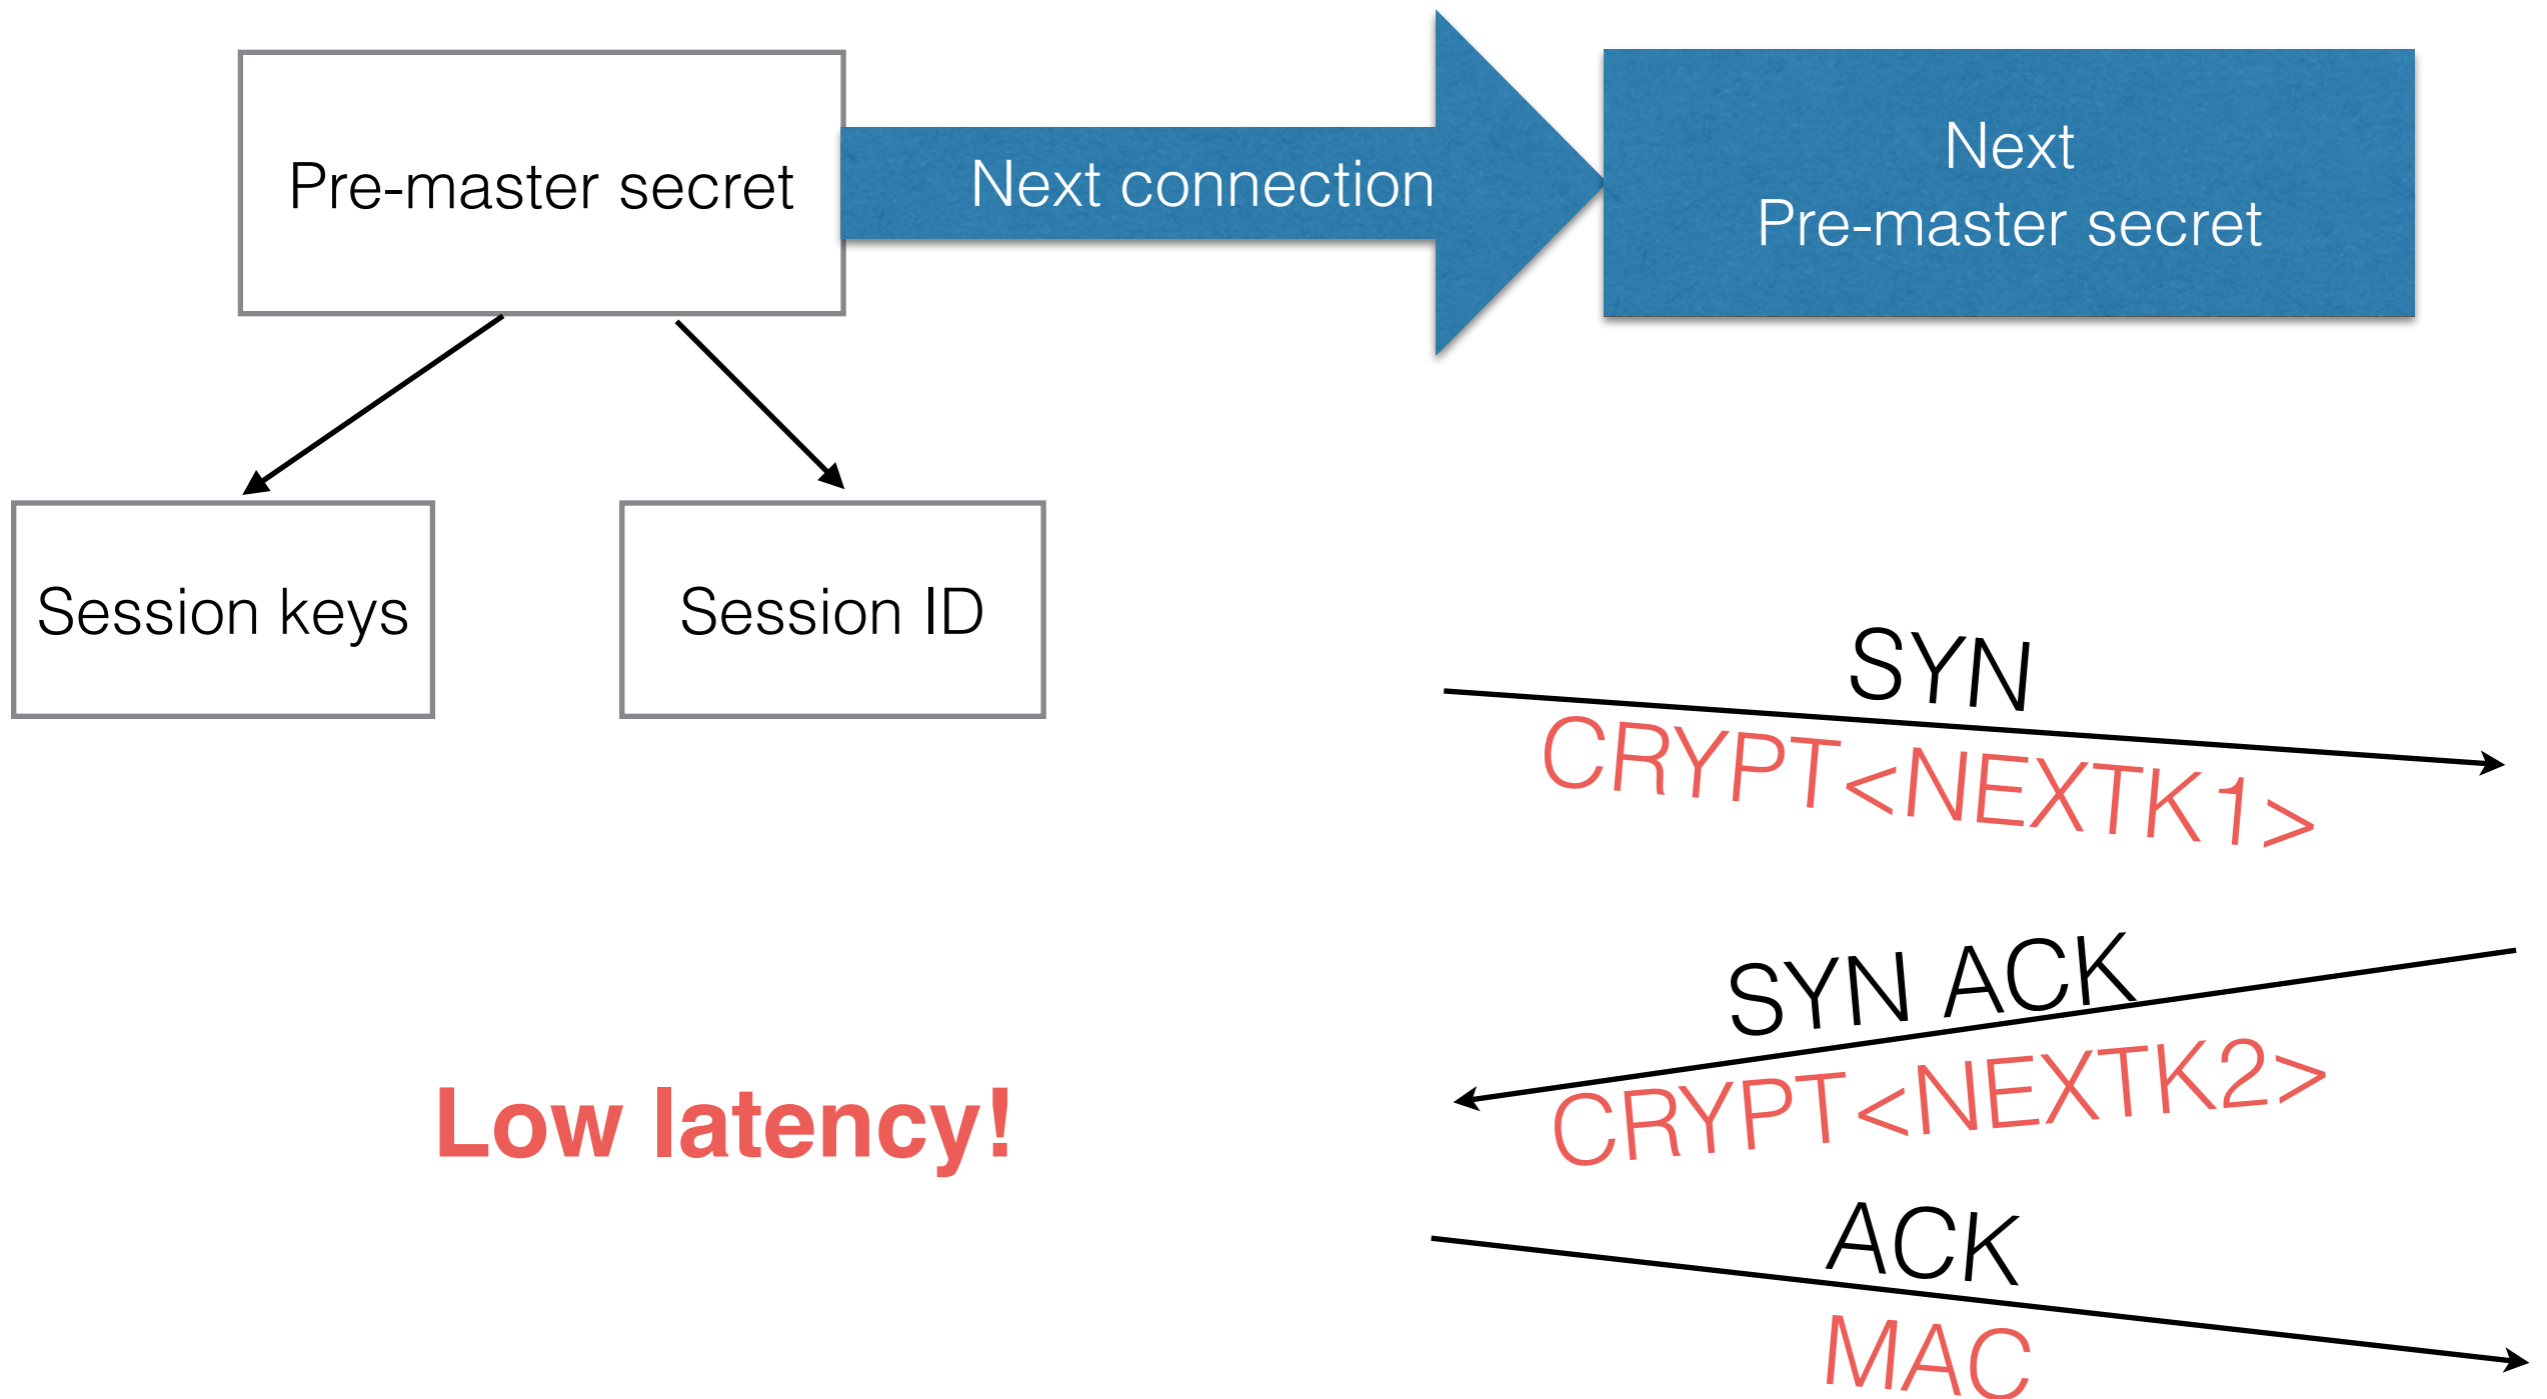 Pre-master secret
Next connection
Next
Pre-master secret
Session keys
Session ID
SYN
CRYPT<NEXTK1>
SYN ACK
CRYPT<NEXTK2>
Low latency!
ACK
MAC